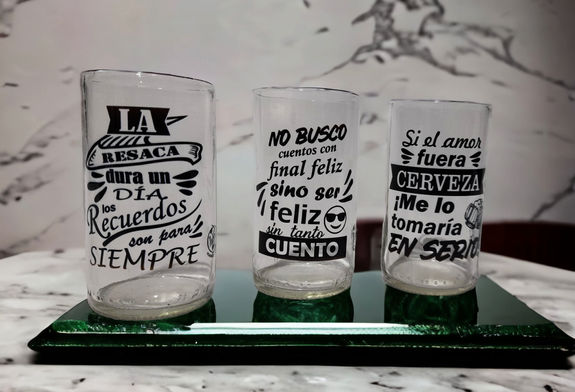 LA
RESACA
dura un
DÍA
los
Recuerdos
son para
SIEMPRE
NO BUSCO
cuentos con
final feliz
sino ser
feliz
sin tanto
CUENTO
Si el amor
fuera
CERVEZA
¡Me lo
tomaría
EN SERIO